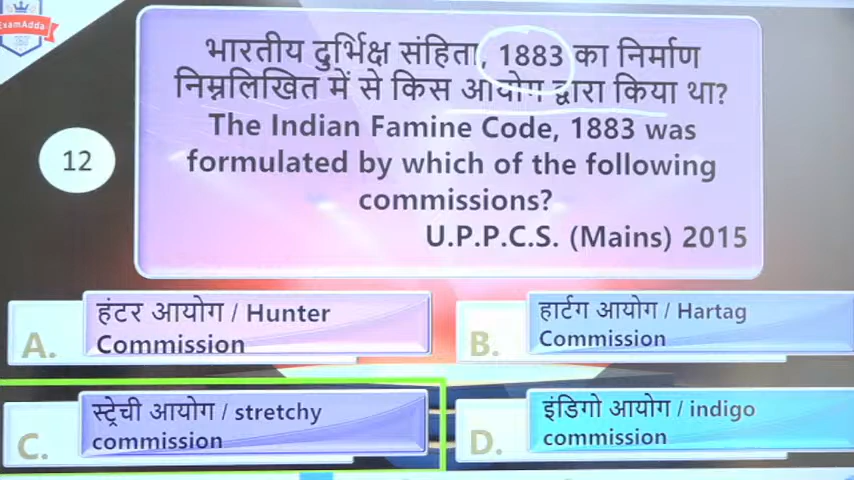 ExamAdda
भारतीय दुर्भिक्ष संहिता, 1883 का निर्माण
निम्नलिखित में से किस आयोग द्वारा किया था?
The Indian Famine Code, 1883 was
formulated by which of the following
commissions?
U.P.P.C.S. (Mains) 2015
12
A.
हंटर आयोग / Hunter
Commission
B.
हार्टग आयोग / Hartag
Commission
C.
स्ट्रेची आयोग / stretchy
commission
D.
इंडिगो आयोग / indigo
commission